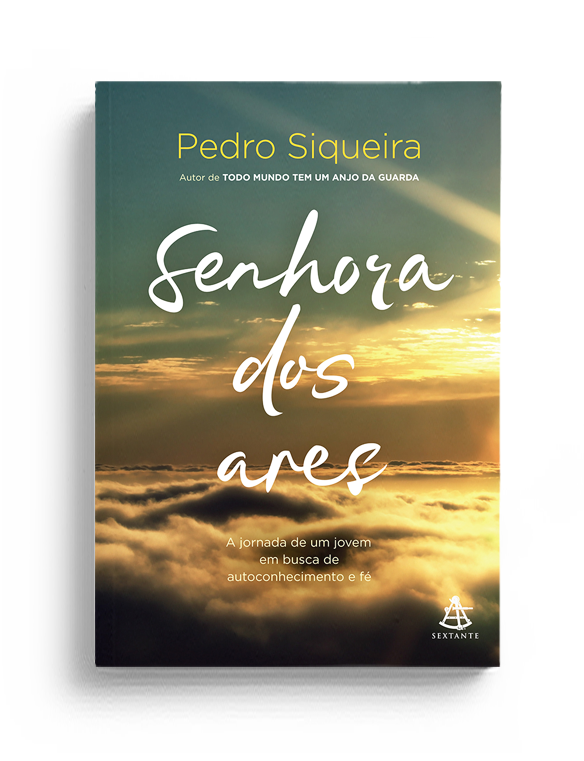 Pedro Siqueira
Autor de TODO MUNDO TEM UM ANJO DA GUARDA
Senhora
dos
ares
A jornada de um jovem
em busca de
autoconhecimento e fé
SEXTANTE